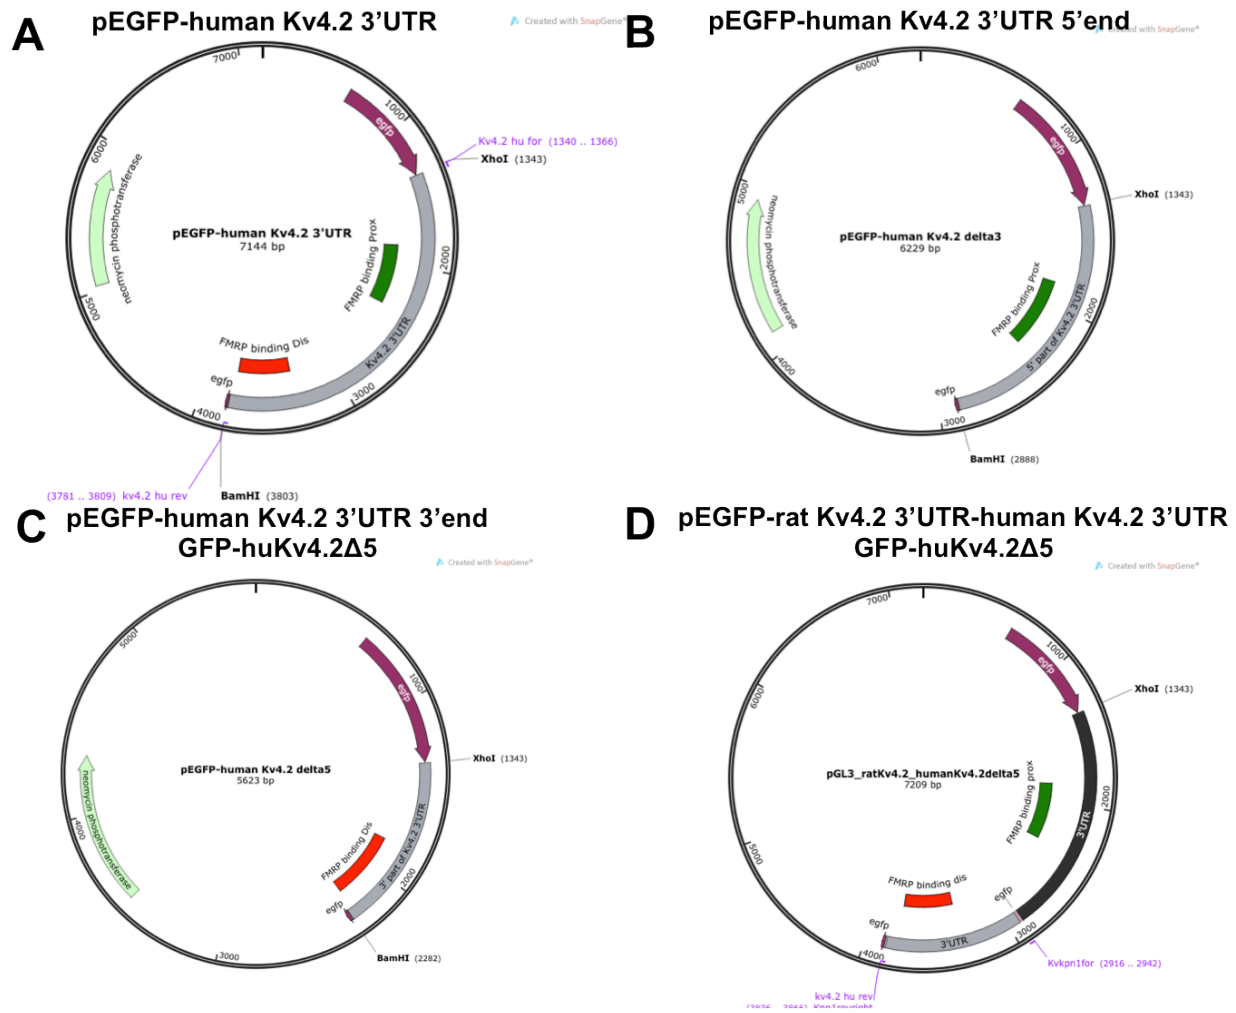 A
pEGFP-human Kv4.2 3’UTR
Created with SnapGene®
7000
1000
egfp
Kv4.2 hu for (1340 .. 1366)
XhoI (1343)
6000
neomycin phosphotransferase
pEGFP-human Kv4.2 3'UTR
7144 bp
FMRP binding Prox
2000
5000
Kv4.2 3'UTR
FMRP binding Dis
egfp
3000
4000
(3781 .. 3809) kv4.2 hu rev
BamHI (3803)
B
pEGFP-human Kv4.2 3’UTR 5’end
Created with SnapGene®
6000
1000
egfp
XhoI (1343)
5000
neomycin phosphotransferase
pEGFP-human Kv4.2 delta3
6229 bp
FMRP binding Prox
2000
5' part of Kv4.2 3'UTR
4000
egfp
3000
BamHI (2888)
C
pEGFP-human Kv4.2 3’UTR 3’end
GFP-huKv4.2Δ5
Created with SnapGene®
5000
1000
egfp
XhoI (1343)
pEGFP-human Kv4.2 delta5
5623 bp
neomycin phosphotransferase
4000
FMRP binding Dis
3' part of Kv4.2 3'UTR
2000
egfp
3000
BamHI (2282)
D
pEGFP-rat Kv4.2 3’UTR-human Kv4.2 3’UTR
GFP-huKv4.2Δ5
Created with SnapGene®
7000
1000
egfp
XhoI (1343)
6000
pGL3_ratKv4.2_humanKv4.2delta5
7209 bp
FMRP binding prox
2000
3'UTR
5000
FMRP binding dis
egfp
egfp
3'UTR
3000
4000
Kvkpn1for (2916 .. 2942)
kv4.2 hu rev